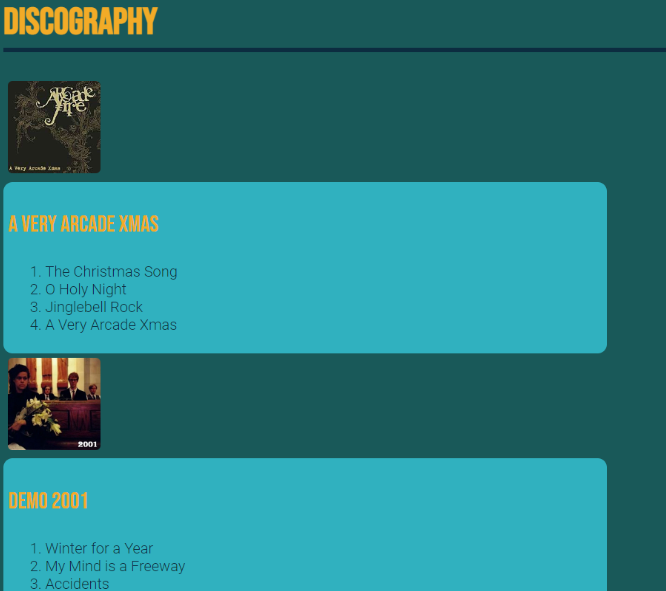 DISCOGRAPHY
Arcade
Fire
A Very Arcade Xmas
A VERY ARCADE XMAS
1. The Christmas Song
2. O Holy Night
3. Jinglebell Rock
4. A Very Arcade Xmas
2001
DEMO 2001
1. Winter for a Year
2. My Mind is a Freeway
3. Accidents